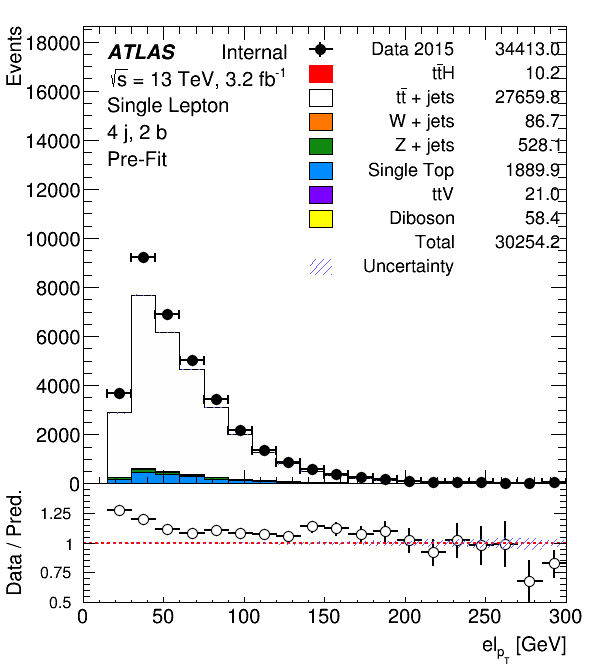 Events
18000
16000
14000
12000
10000
8000
6000
4000
2000
0
ATLAS Internal
√s = 13 TeV, 3.2 fb⁻¹
Single Lepton
4 j, 2 b
Pre-Fit
Data 2015 34413.0
tt̄H 10.2
tt̄ + jets 27659.8
W + jets 86.7
Z + jets 528.1
Single Top 1889.9
ttV 21.0
Diboson 58.4
Total 30254.2
Uncertainty
Data / Pred.
1.25
1
0.75
0.5
0 50 100 150 200 250 300
el_{p_T} [GeV]